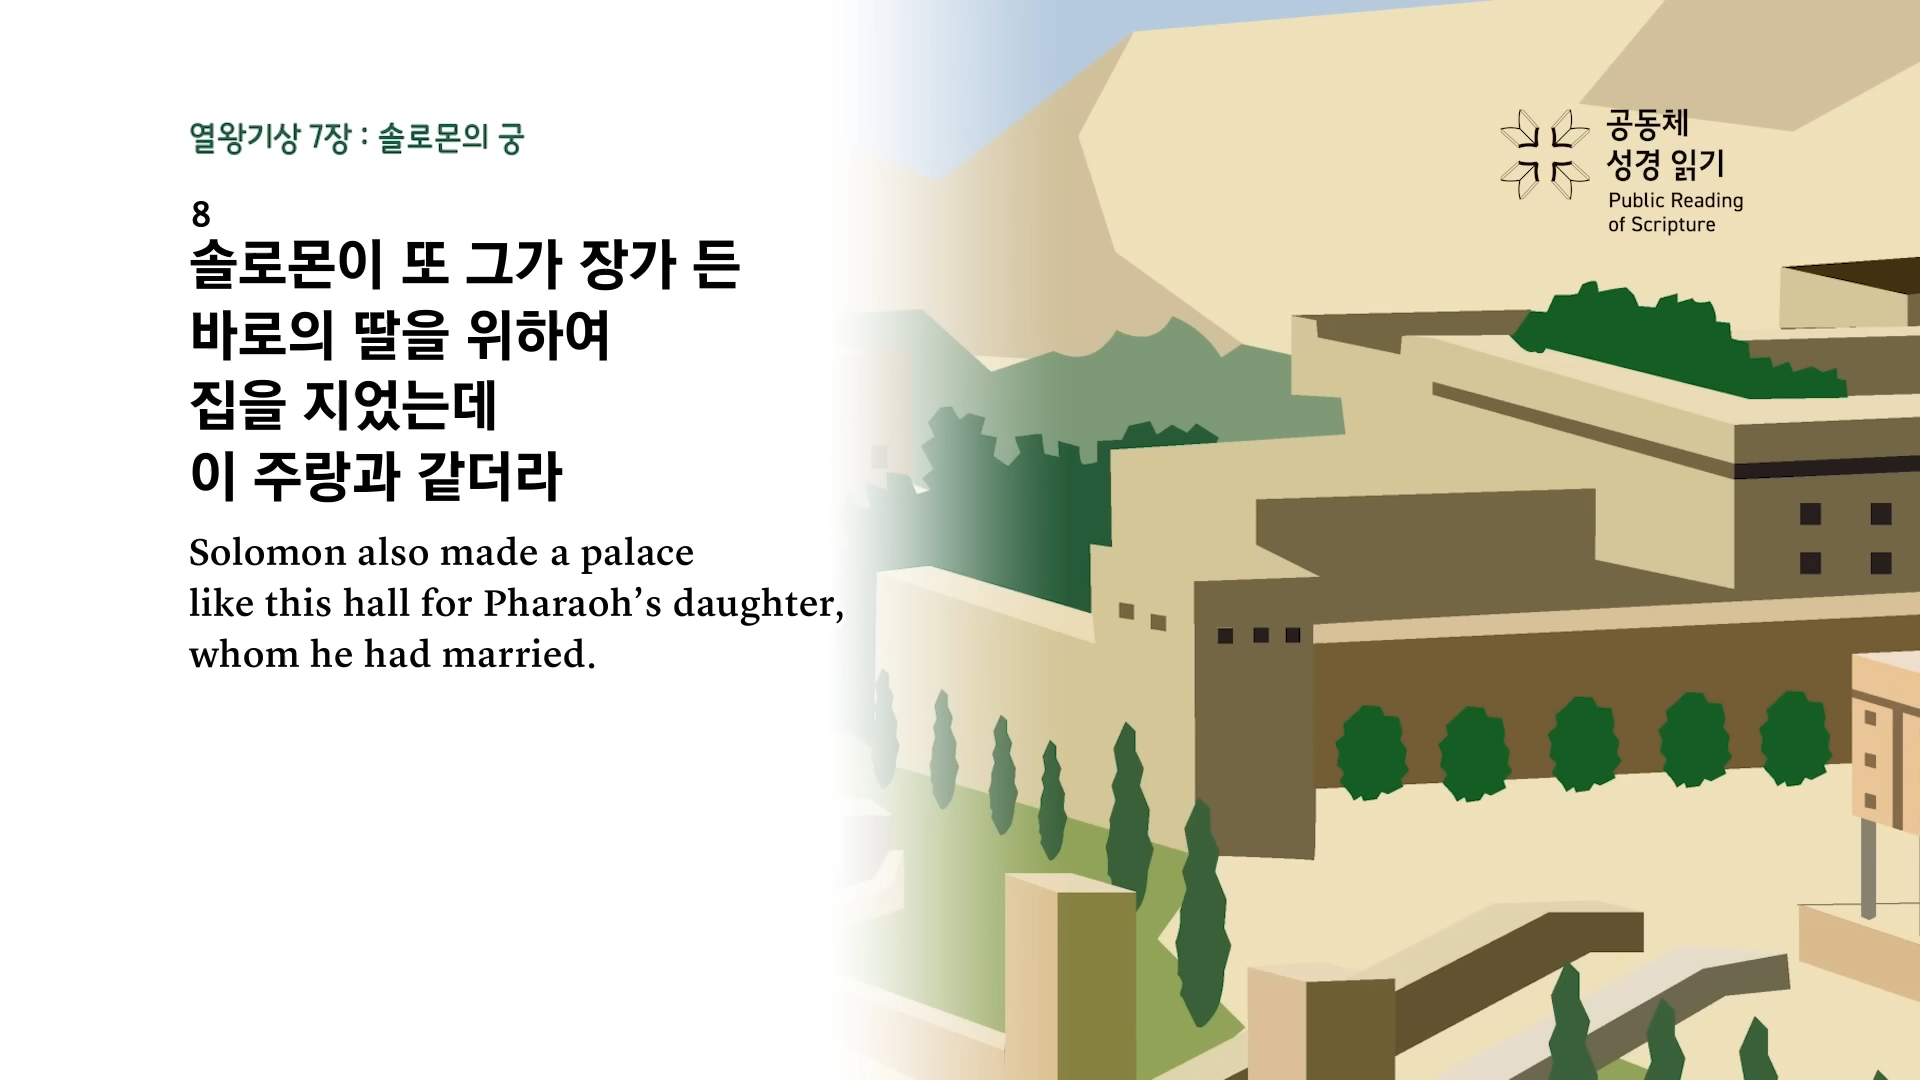 열왕기상 7장 : 솔로몬의 궁
8
솔로몬이 또 그가 장가 든
바로의 딸을 위하여
집을 지었는데
이 주랑과 같더라
Solomon also made a palace
like this hall for Pharaoh’s daughter,
whom he had married.
공동체
성경 읽기
Public Reading
of Scripture